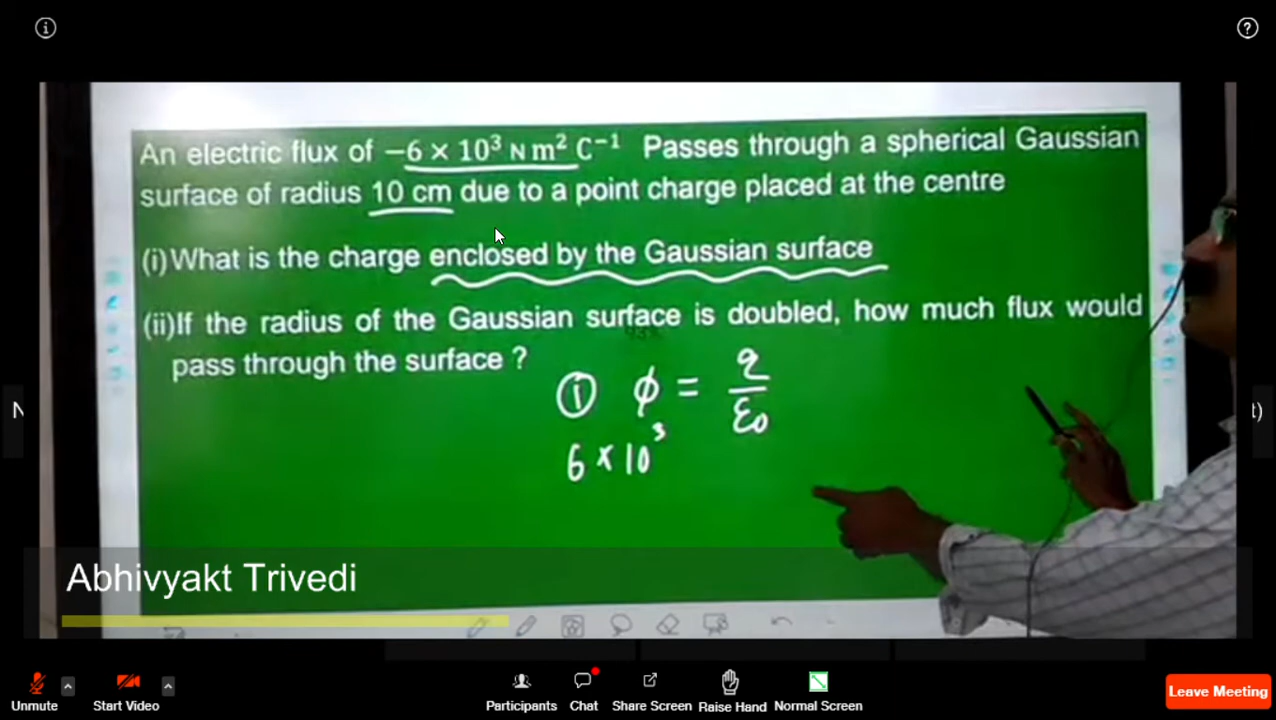 An electric flux of −6 × 10³ N m² C⁻¹ Passes through a spherical Gaussian
surface of radius 10 cm due to a point charge placed at the centre
(i)What is the charge enclosed by the Gaussian surface
(ii)If the radius of the Gaussian surface is doubled, how much flux would
pass through the surface ?
① ϕ = q/ε₀
6 × 10³
Abhivyakt Trivedi
N
t)
Unmute
Start Video
Participants
Chat
Share Screen
Raise Hand
Normal Screen
Leave Meeting